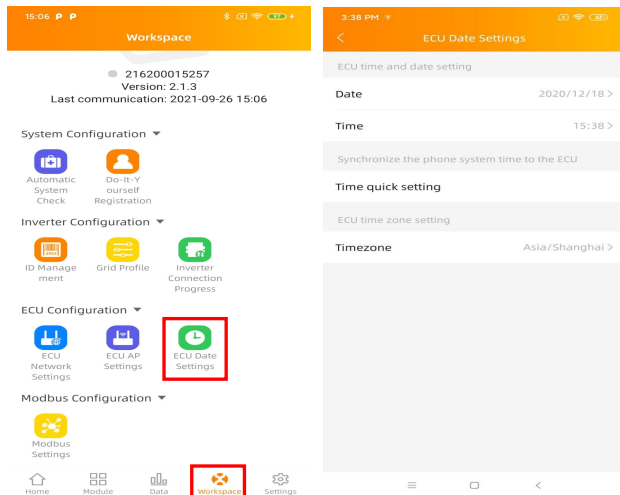 15:06 P P
97
Workspace
216200015257
Version: 2.1.3
Last communication: 2021-09-26 15:06
System Configuration
Automatic
System
Check
Do-It-Y
ourself
Registration
Inverter Configuration
ID Manage
ment
Grid Profile
Inverter
Connection
Progress
ECU Configuration
ECU
Network
Settings
ECU AP
Settings
ECU Date
Settings
Modbus Configuration
Modbus
Settings
Home
Module
Data
Workspace
Settings
3:38 PM
ECU Date Settings
ECU time and date setting
Date 2020/12/18
Time 15:38
Synchronize the phone system time to the ECU
Time quick setting
ECU time zone setting
Timezone Asia/Shanghai